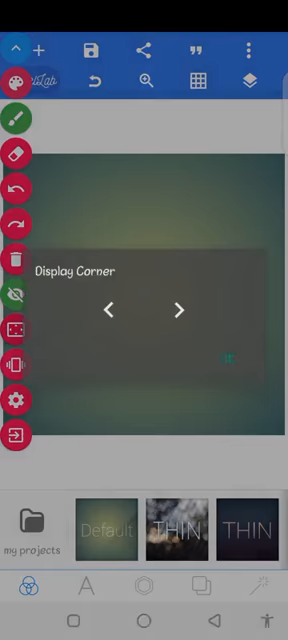 Display Corner
Default
THIN
THIN
my projects
A